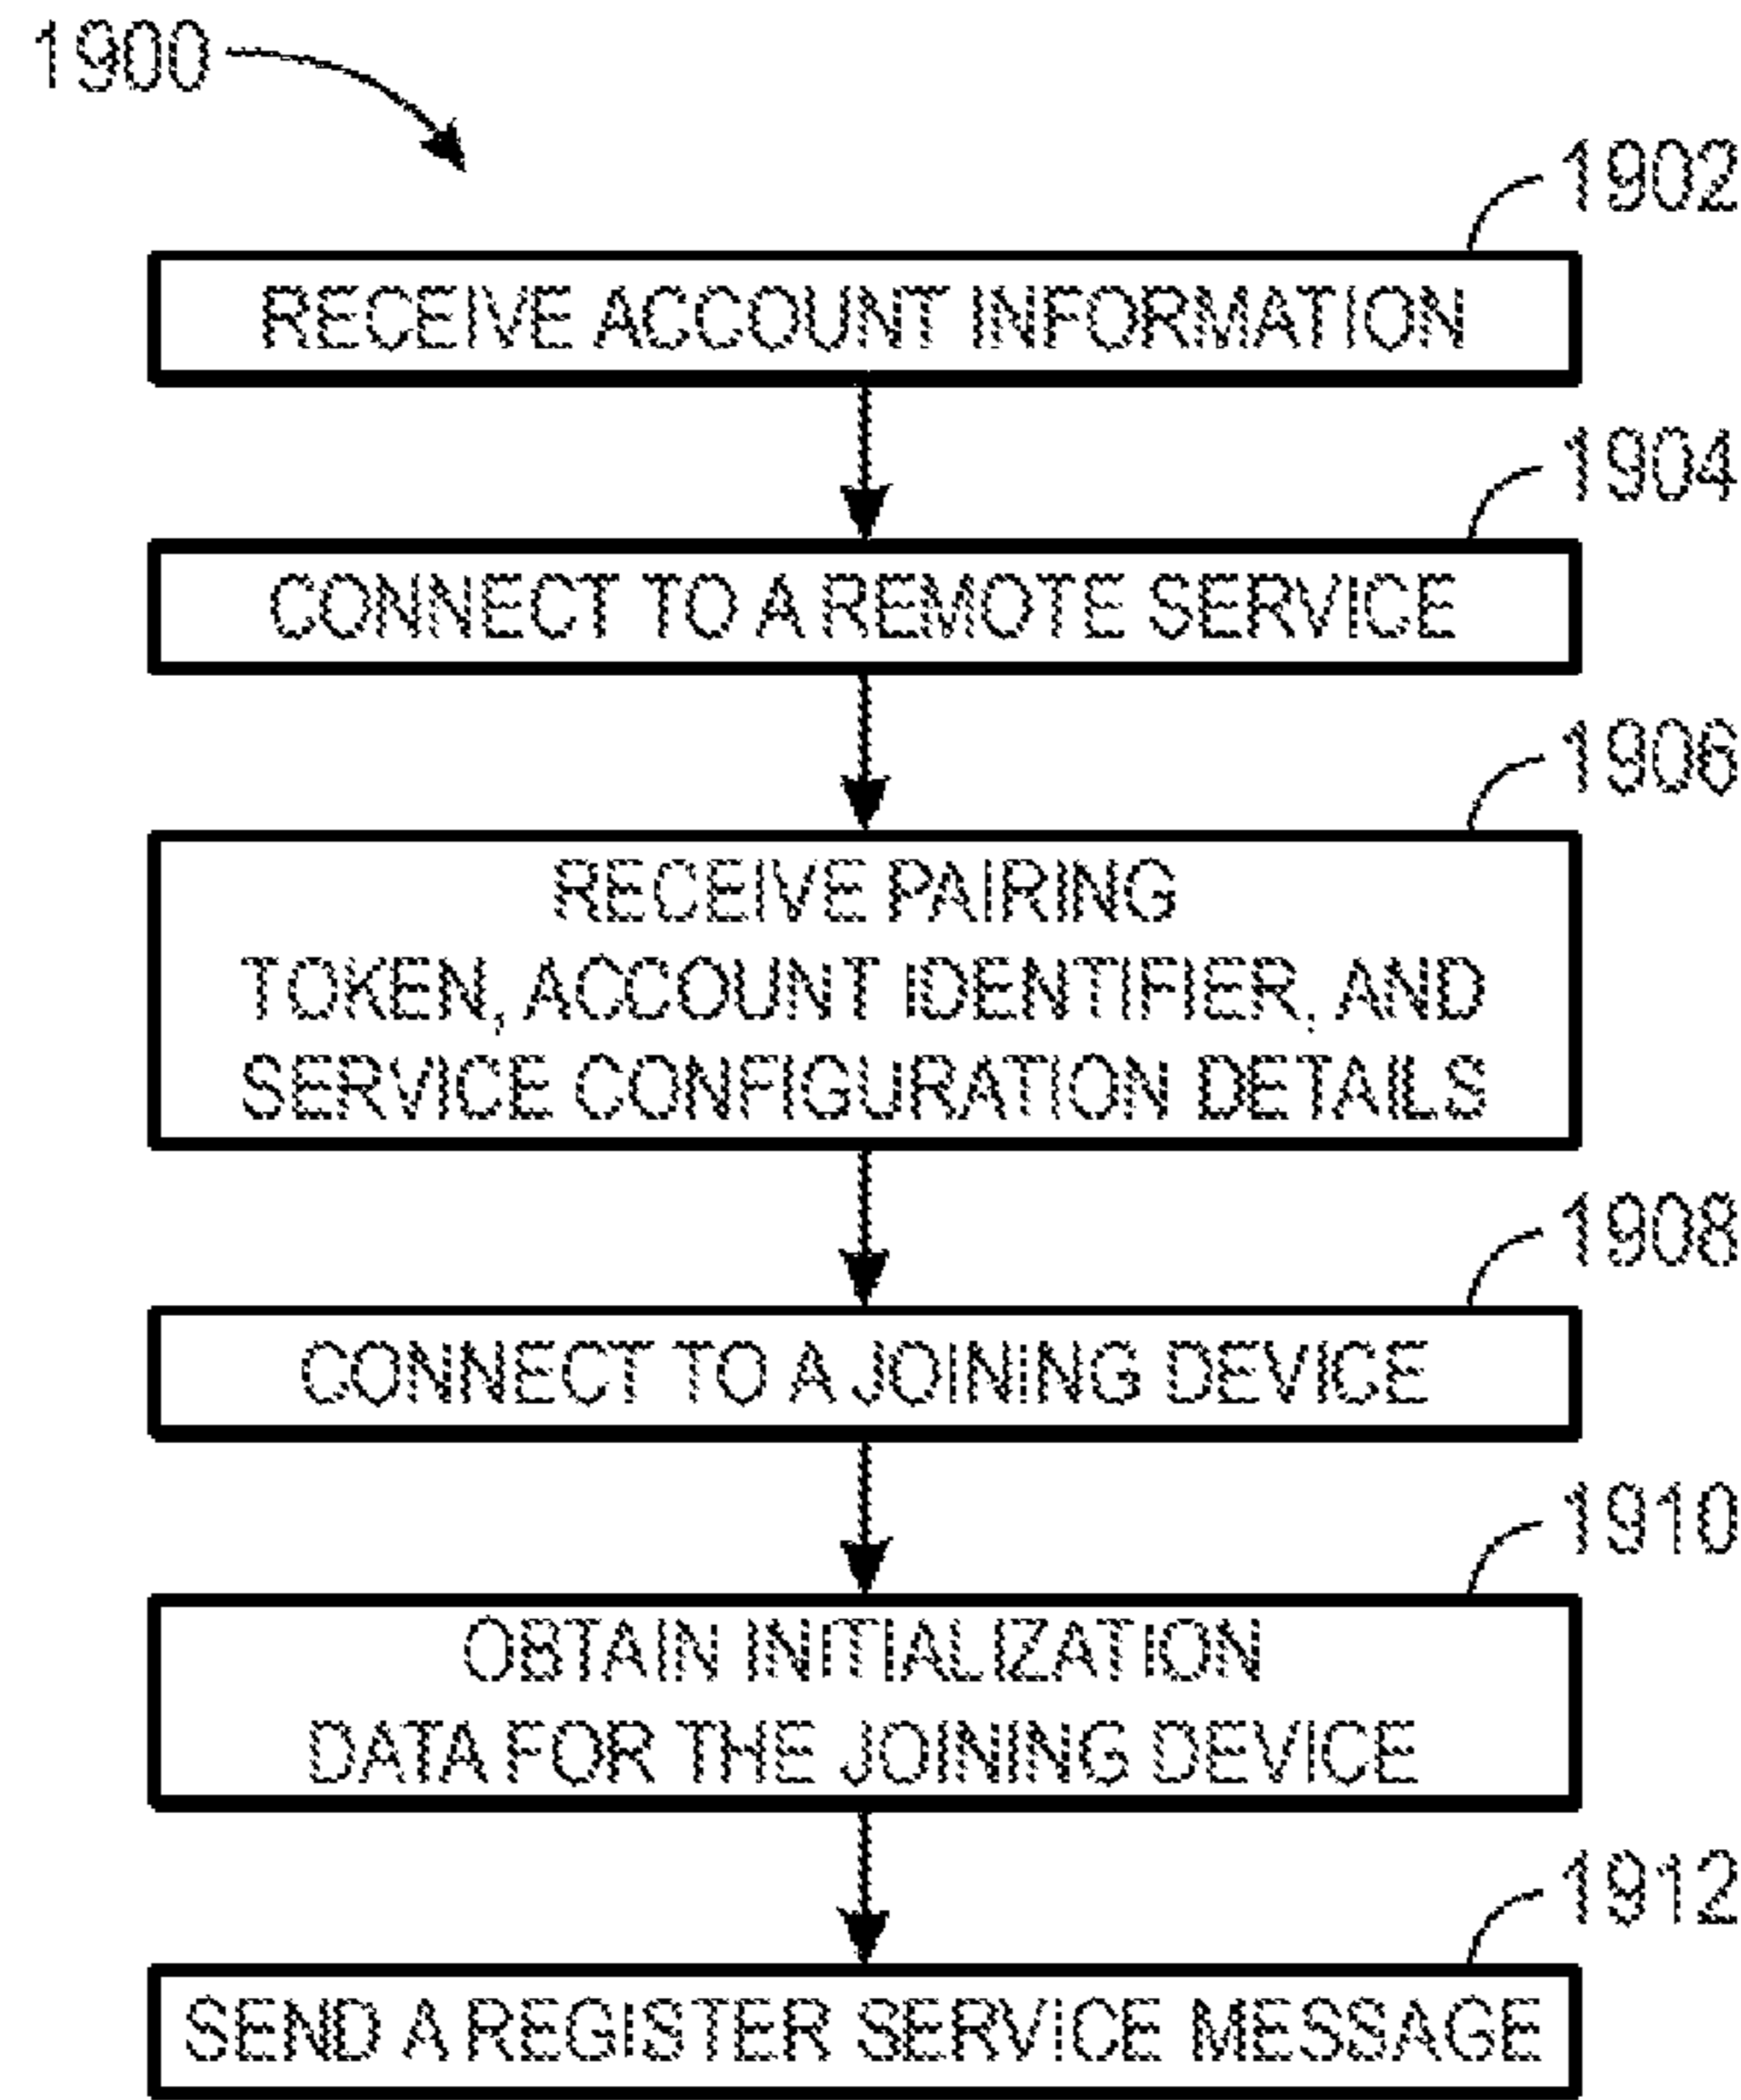 1900
1902
RECEIVE ACCOUNT INFORMATION
1904
CONNECT TO A REMOTE SERVICE
1906
RECEIVE PAIRING
TOKEN, ACCOUNT IDENTIFIER, AND
SERVICE CONFIGURATION DETAILS
1908
CONNECT TO A JOINING DEVICE
1910
OBTAIN INITIALIZATION
DATA FOR THE JOINING DEVICE
1912
SEND A REGISTER SERVICE MESSAGE